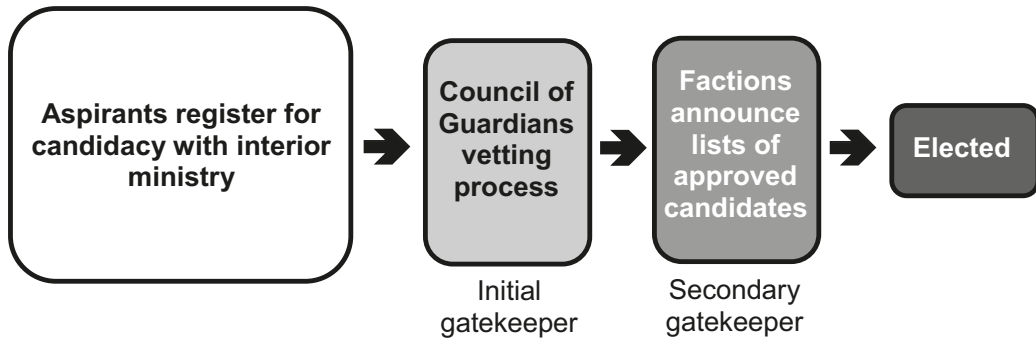 Aspirants register for
candidacy with interior
ministry
Council of
Guardians
vetting
process
Initial
gatekeeper
Factions
announce
lists of
approved
candidates
Secondary
gatekeeper
Elected